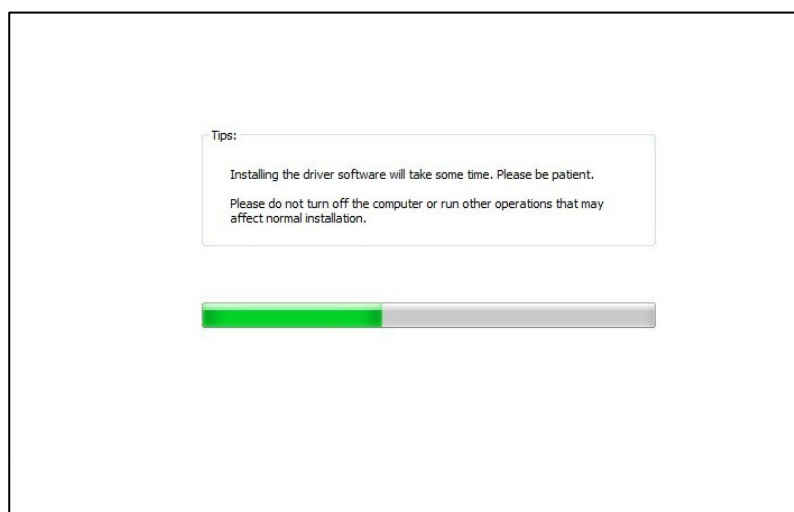 Tips:
Installing the driver software will take some time. Please be patient.
Please do not turn off the computer or run other operations that may
affect normal installation.